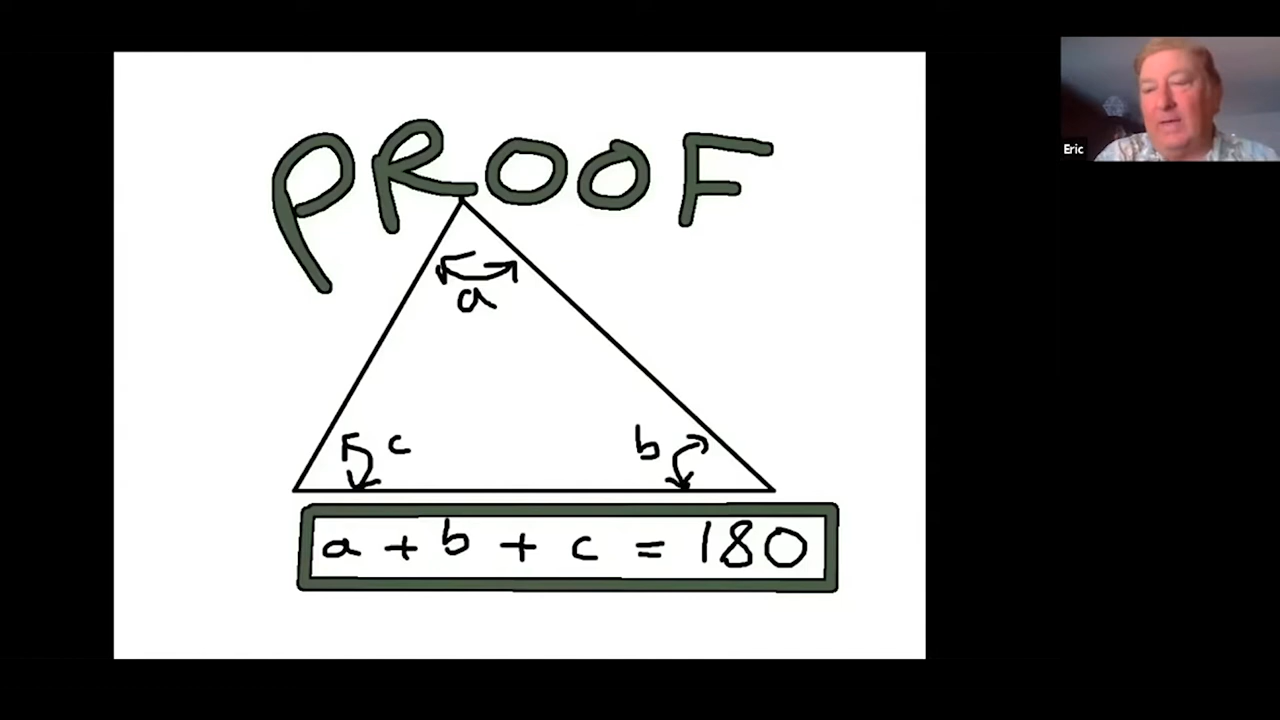 PROOF
Eric
a
c
b
a + b + c = 180